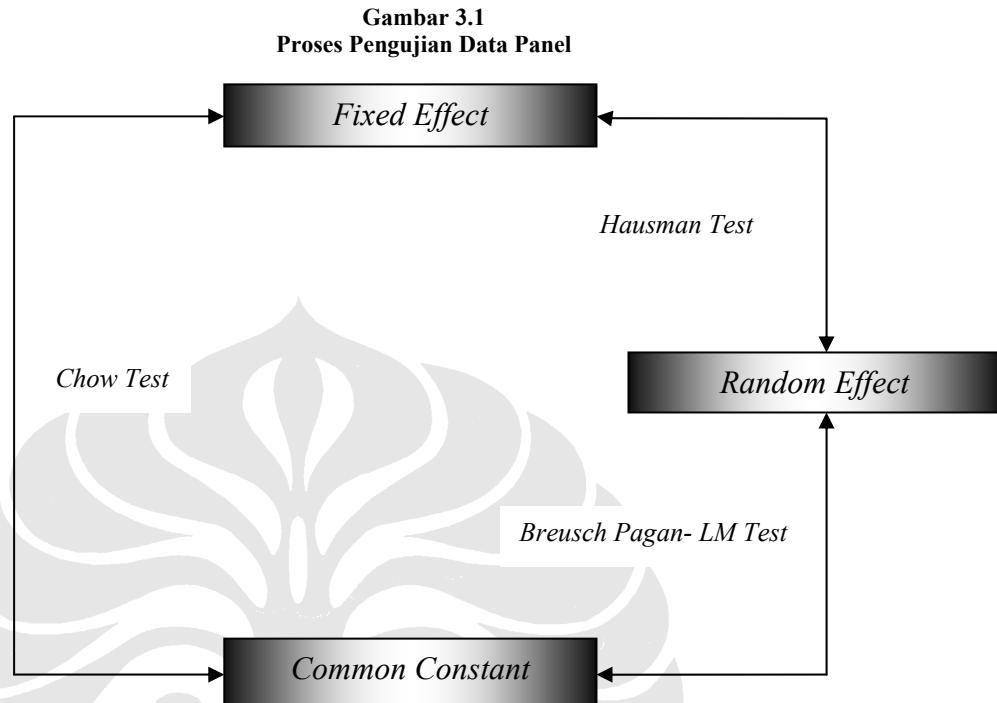 Gambar 3.1
Proses Pengujian Data Panel
Fixed Effect
Hausman Test
Chow Test
Random Effect
Breusch Pagan- LM Test
Common Constant